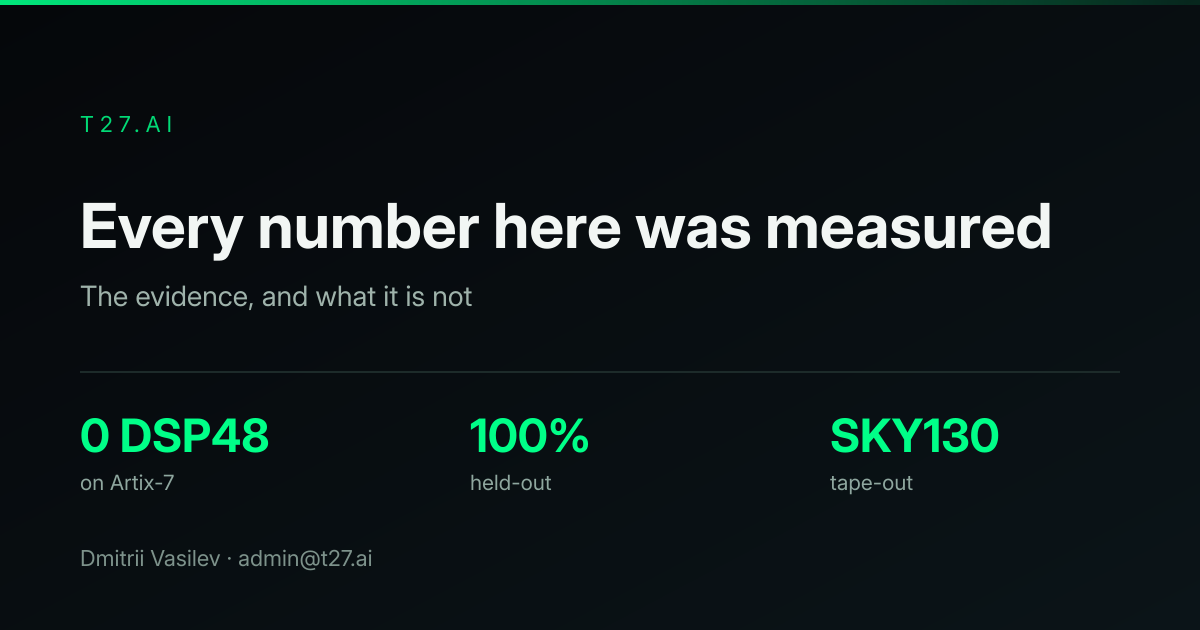 T27.AI
Every number here was measured
The evidence, and what it is not
0 DSP48
on Artix-7
100%
held-out
SKY130
tape-out
Dmitrii Vasilev · admin@t27.ai